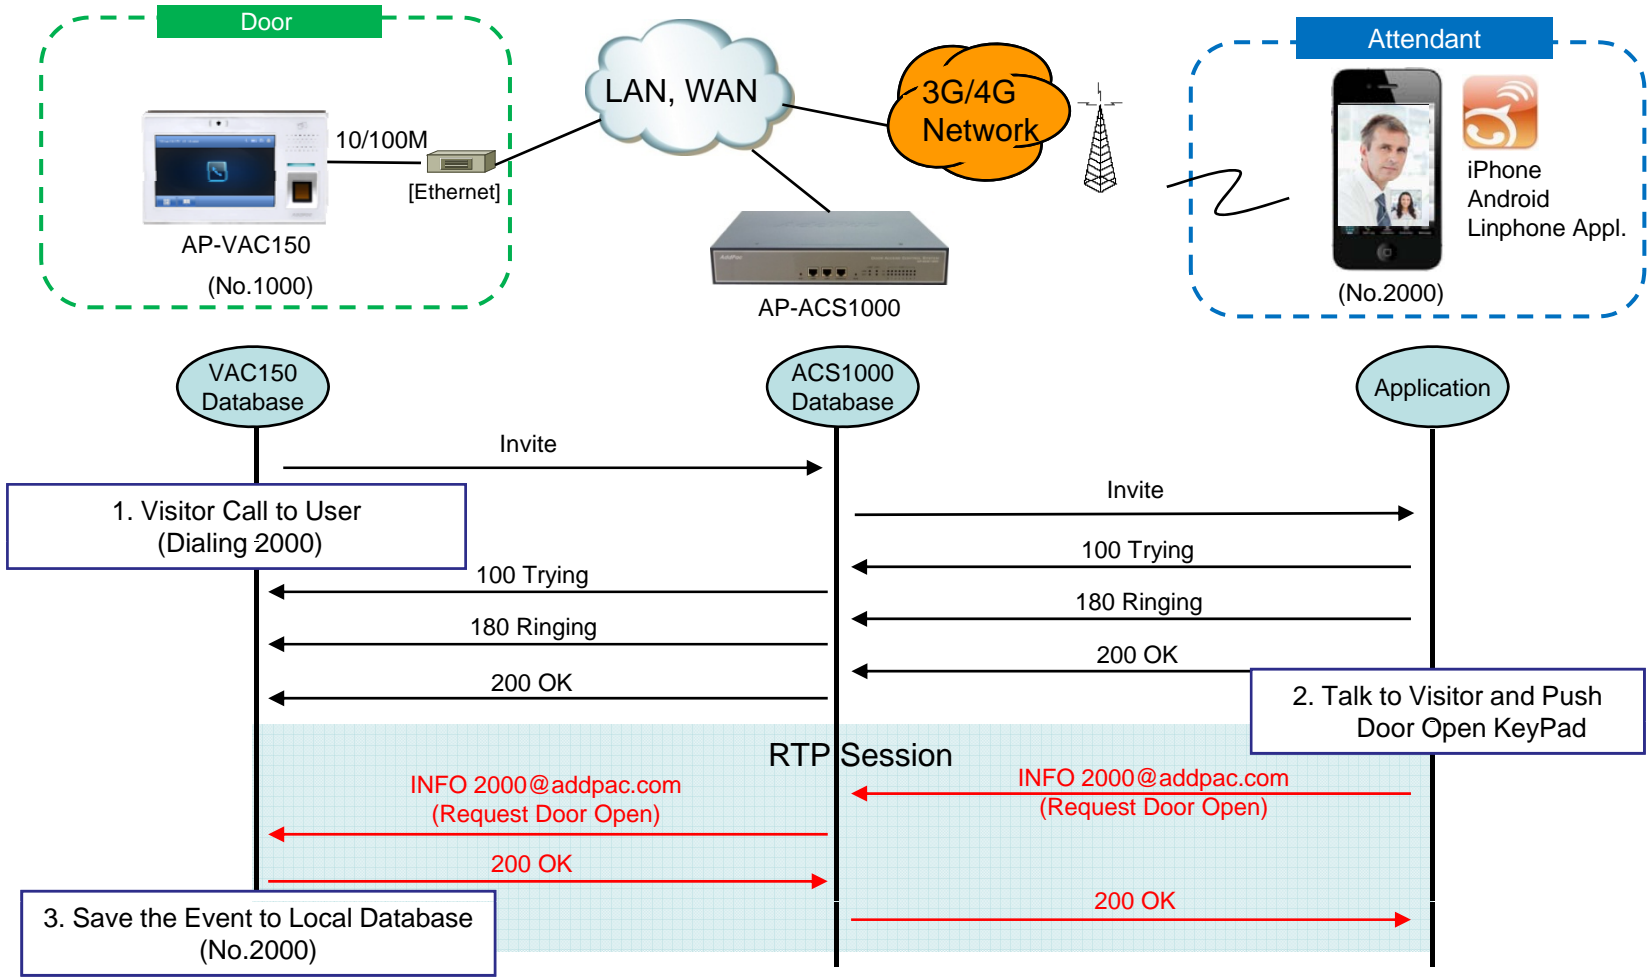 Door
Attendant
LAN, WAN
3G/4G
Network
10/100M
[Ethernet]
AP-VAC150
(No.1000)
AP-ACS1000
iPhone
Android
Linphone Appl.
(No.2000)
VAC150
Database
ACS1000
Database
Application
Invite
Invite
1. Visitor Call to User
(Dialing 2000)
100 Trying
100 Trying
180 Ringing
180 Ringing
200 OK
200 OK
2. Talk to Visitor and Push
Door Open KeyPad
RTP Session
INFO 2000@addpac.com
(Request Door Open)
INFO 2000@addpac.com
(Request Door Open)
200 OK
200 OK
3. Save the Event to Local Database
(No.2000)